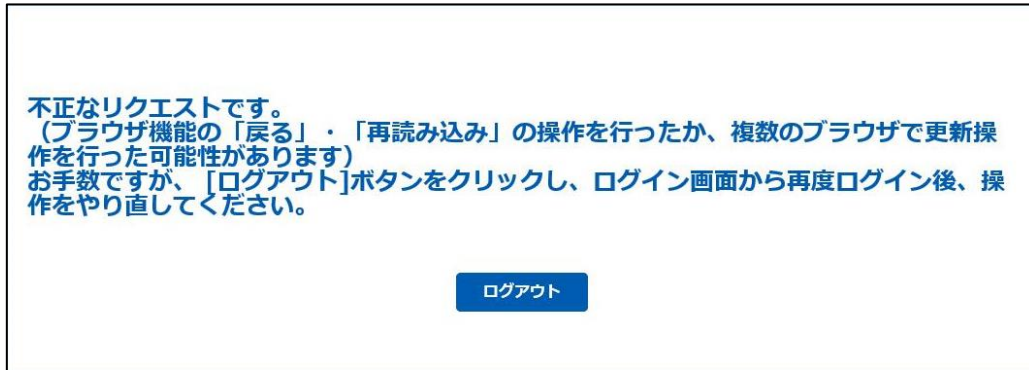 不正なリクエストです。
（ブラウザ機能の「戻る」・「再読み込み」の操作を行ったか、複数のブラウザで更新操
作を行った可能性があります）
お手数ですが、 [ログアウト]ボタンをクリックし、ログイン画面から再度ログイン後、操
作をやり直してください。
ログアウト